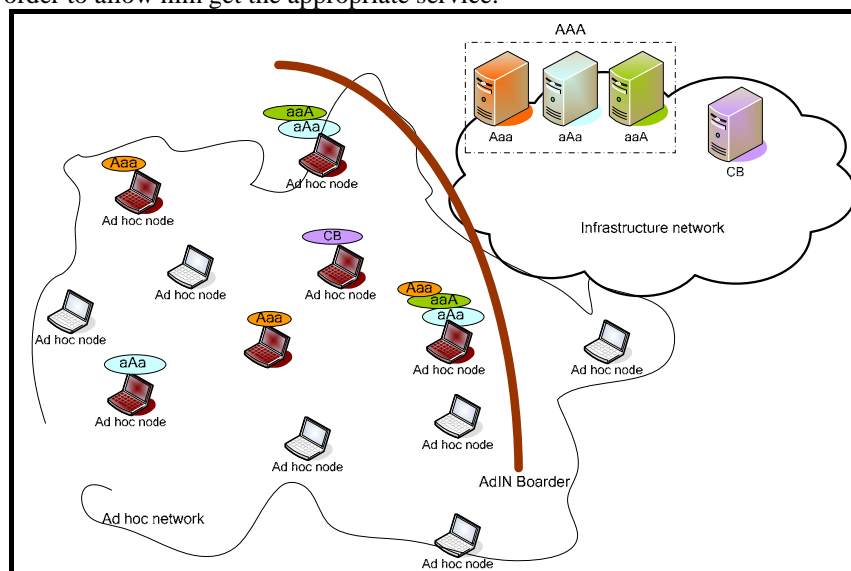 order to allow him get the appropriate service.
AAA
aaA
aAa
Ad hoc node
Aaa
aAa
aaA
CB
Aaa
Ad hoc node
Infrastructure network
CB
Ad hoc node
Ad hoc node
Ad hoc node
Aaa
aaA
aAa
Ad hoc node
Aaa
Ad hoc node
Ad hoc node
aAa
Ad hoc node
Ad hoc node
Ad hoc node
AdIN Boarder
Ad hoc network
Ad hoc node